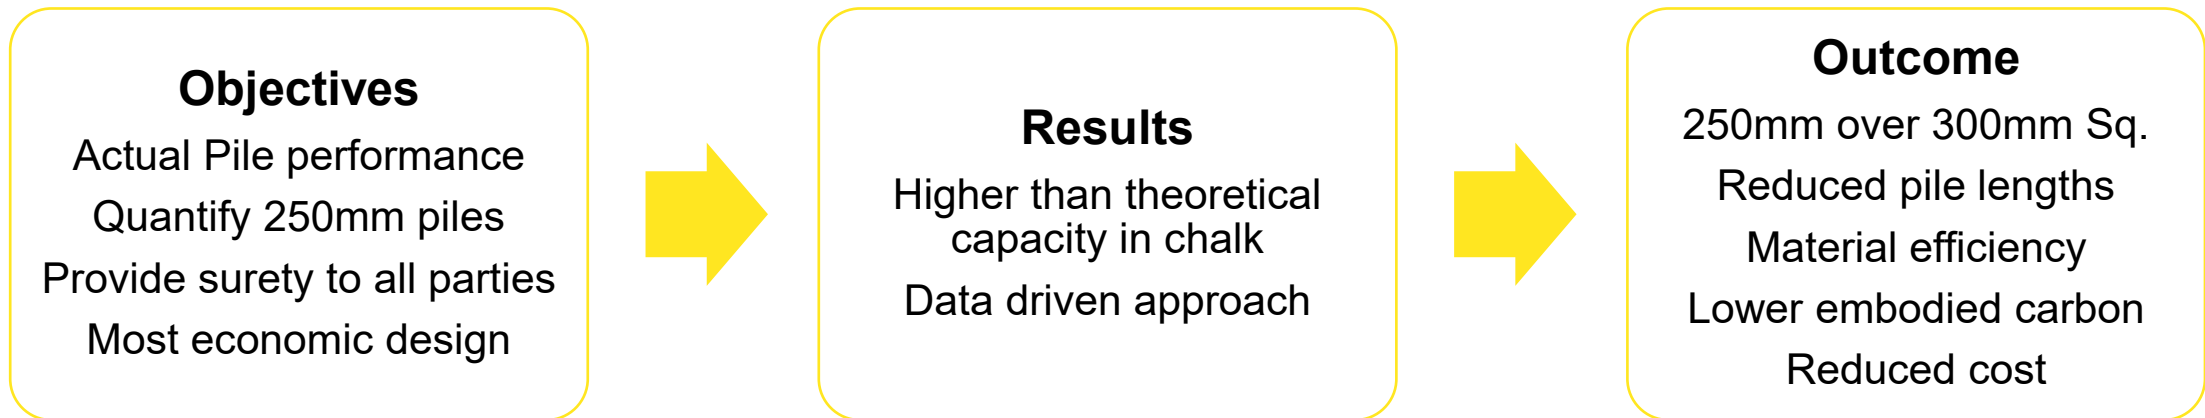 Objectives
Actual Pile performance
Quantify 250mm piles
Provide surety to all parties
Most economic design
Results
Higher than theoretical
capacity in chalk
Data driven approach
Outcome
250mm over 300mm Sq.
Reduced pile lengths
Material efficiency
Lower embodied carbon
Reduced cost